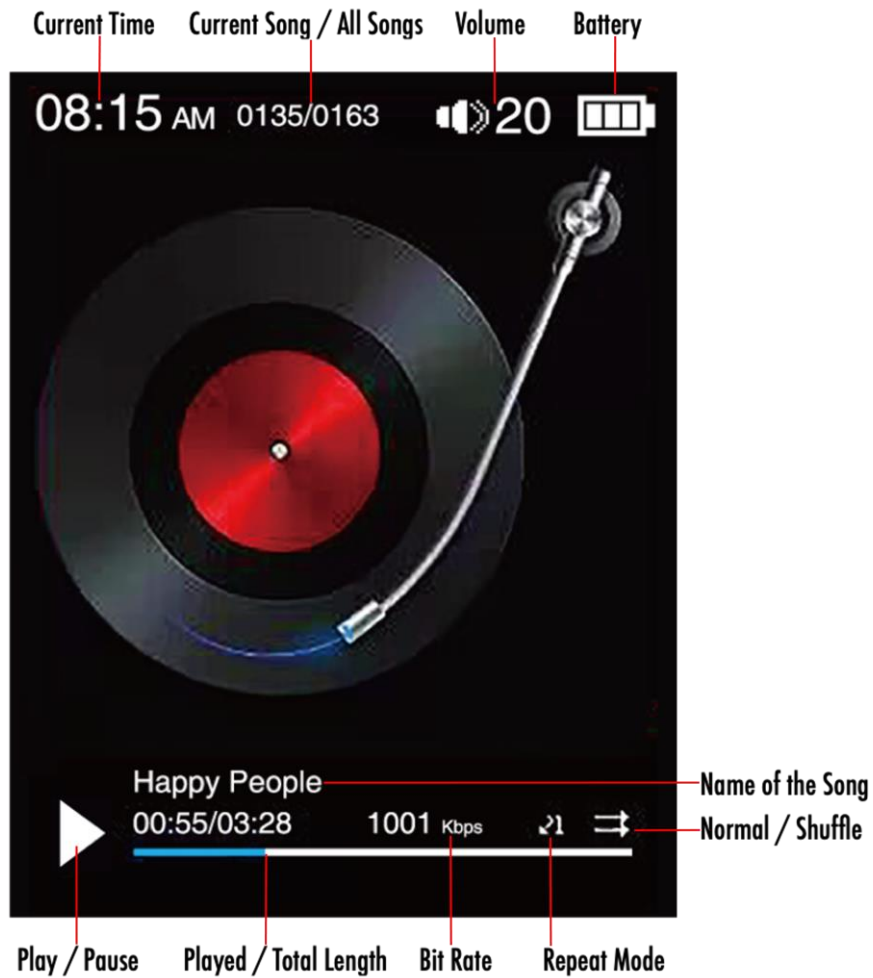 Current Time Current Song / All Songs Volume Battery
08:15 AM 0135/0163 20
Happy People
Name of the Song
00:55/03:28 1001 Kbps 1
Normal / Shuffle
Play / Pause Played / Total Length Bit Rate Repeat Mode